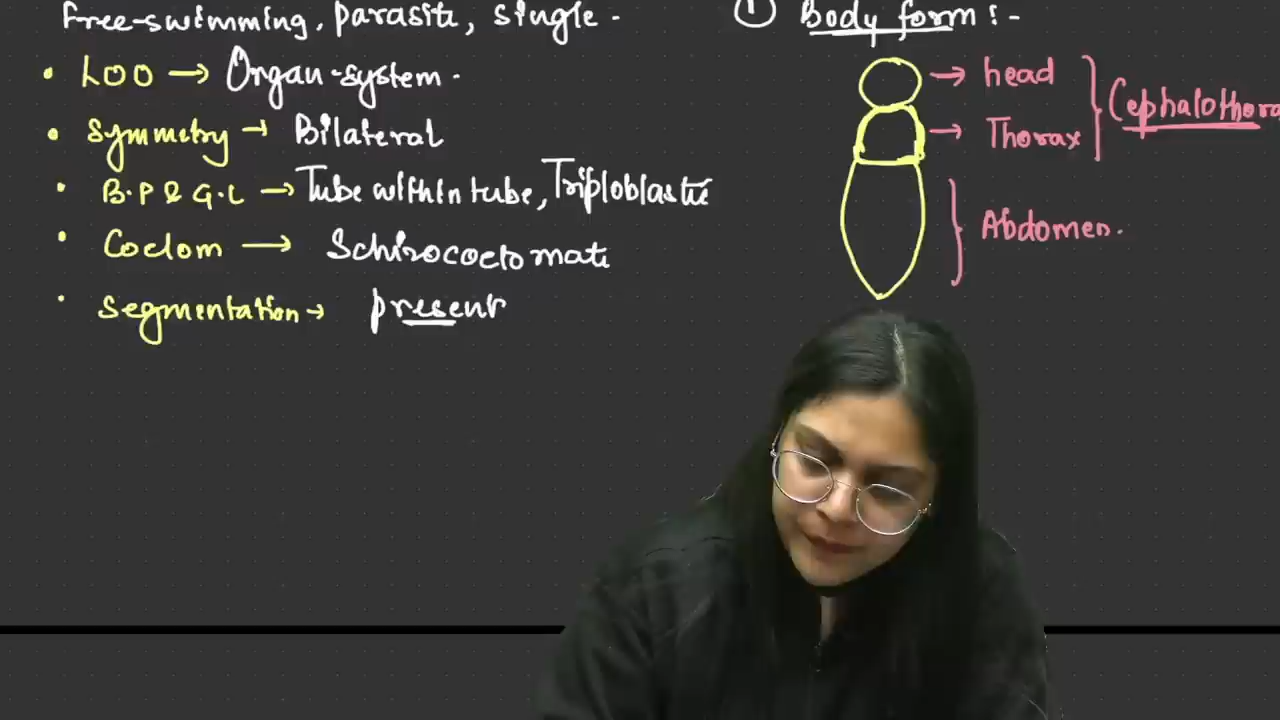 free-swimming, parasite, single.
• LOO → Organ-system.
• Symmetry → Bilateral
• B.P & G.L → Tube within tube, Triploblastic
• Coelom → Schizocoelomate
• Segmentation → present
① Body form :-
→ head
→ Thorax
Cephalothora
Abdomen.